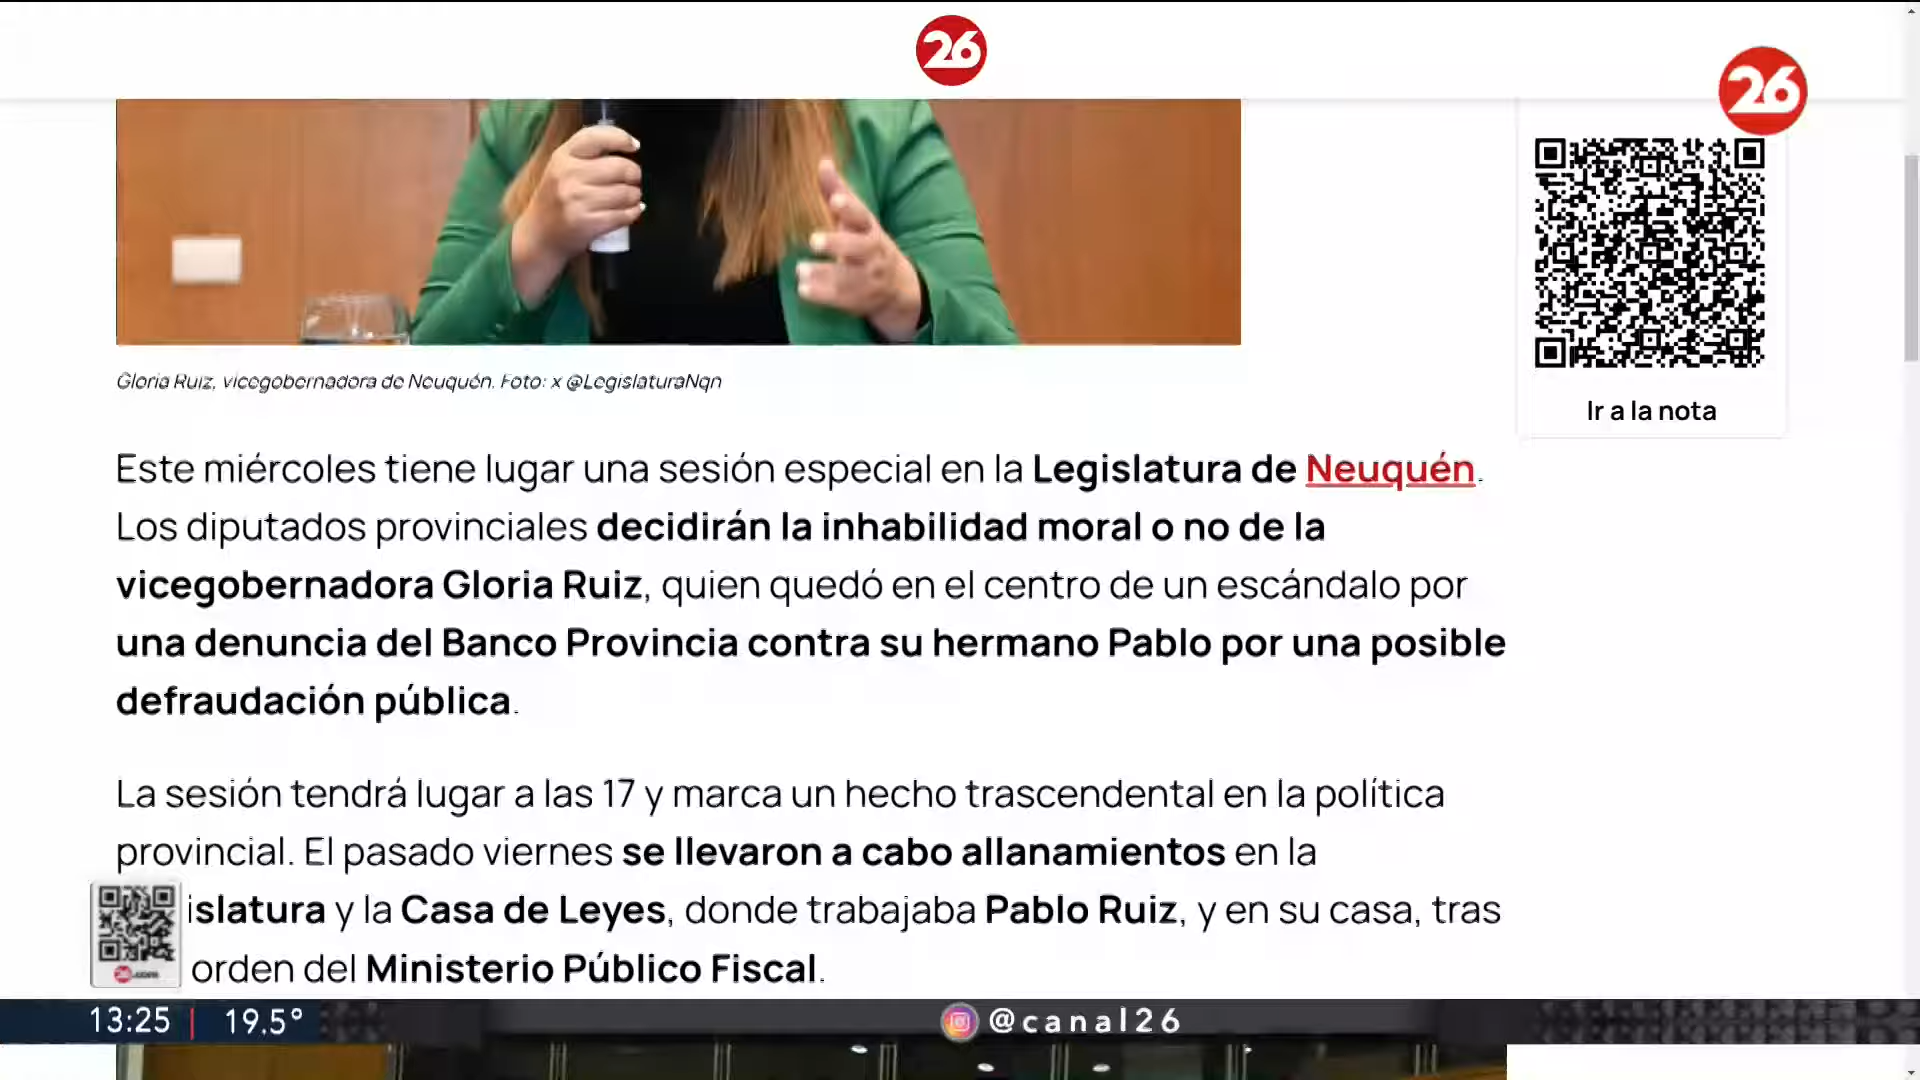 26
26
Gloria Ruiz, vicegobernadora de Neuquén. Foto: x @LegislaturaNqn
Ir a la nota
Este miércoles tiene lugar una sesión especial en la Legislatura de Neuquén.
Los diputados provinciales decidirán la inhabilidad moral o no de la
vicegobernadora Gloria Ruiz, quien quedó en el centro de un escándalo por
una denuncia del Banco Provincia contra su hermano Pablo por una posible
defraudación pública.
La sesión tendrá lugar a las 17 y marca un hecho trascendental en la política
provincial. El pasado viernes se llevaron a cabo allanamientos en la
islatura y la Casa de Leyes, donde trabajaba Pablo Ruiz, y en su casa, tras
orden del Ministerio Público Fiscal.
26.com
13:25 | 19.5°
@canal26